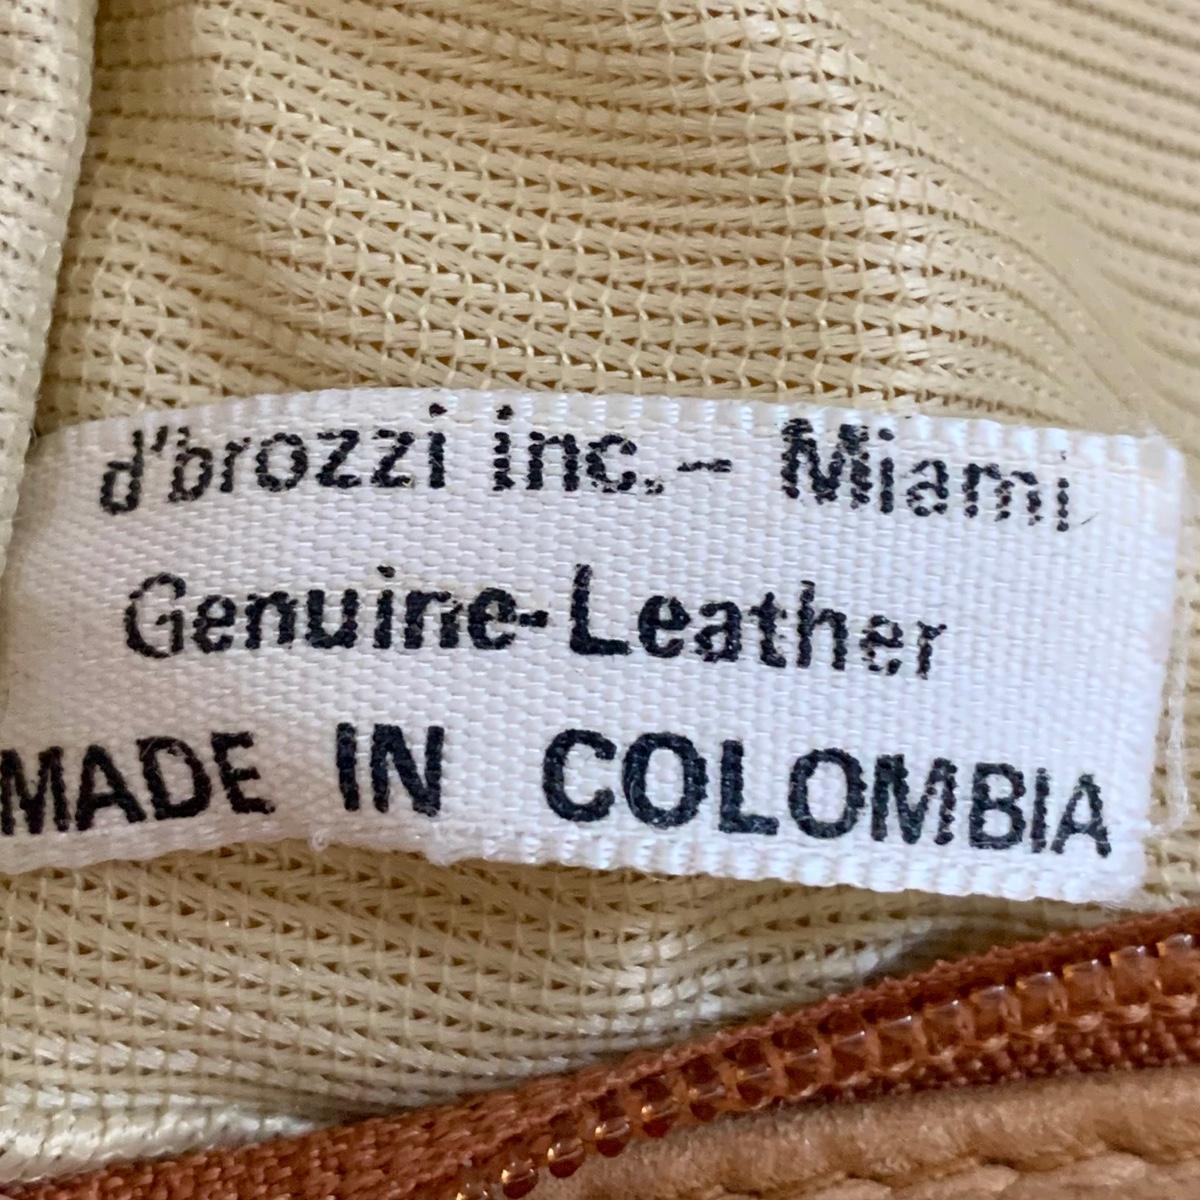 d'brozzi inc.- Miami.
Genuine-Leather
MADE IN COLOMBIA